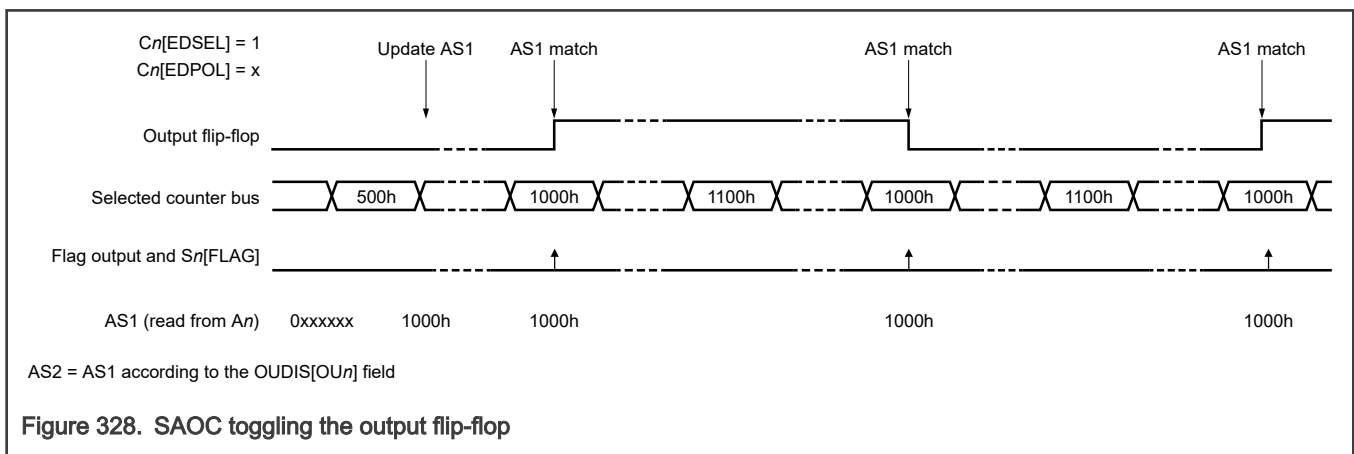 Cn[EDSEL] = 1
Cn[EDPOL] = x
Update AS1 AS1 match AS1 match AS1 match
Output flip-flop
Selected counter bus 500h 1000h 1100h 1000h 1100h 1000h
Flag output and Sn[FLAG]
AS1 (read from An) 0xxxxxx 1000h 1000h 1000h 1000h
AS2 = AS1 according to the OUDIS[OUn] field
Figure 328. SAOC toggling the output flip-flop